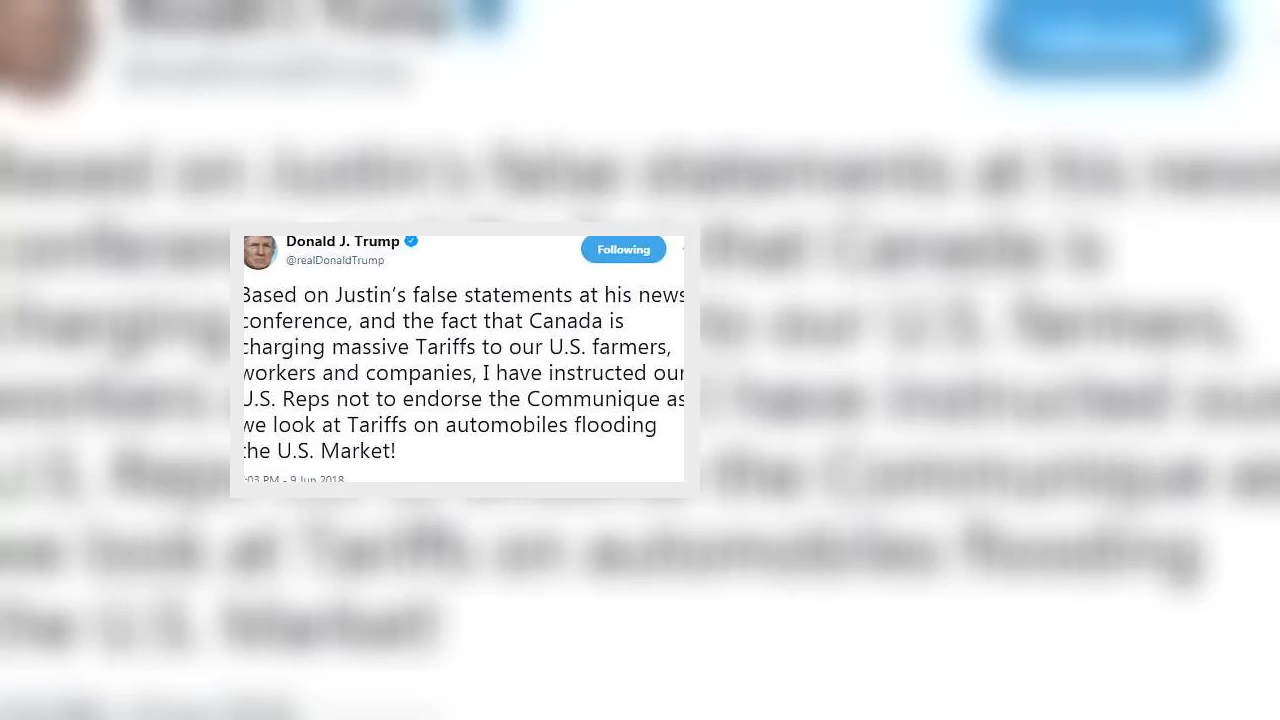 Donald J. Trump
@realDonaldTrump
Following
Based on Justin's false statements at his news
conference, and the fact that Canada is
charging massive Tariffs to our U.S. farmers,
workers and companies, I have instructed our
U.S. Reps not to endorse the Communique as
we look at Tariffs on automobiles flooding
the U.S. Market!
:03 PM - 9 Jun 2018